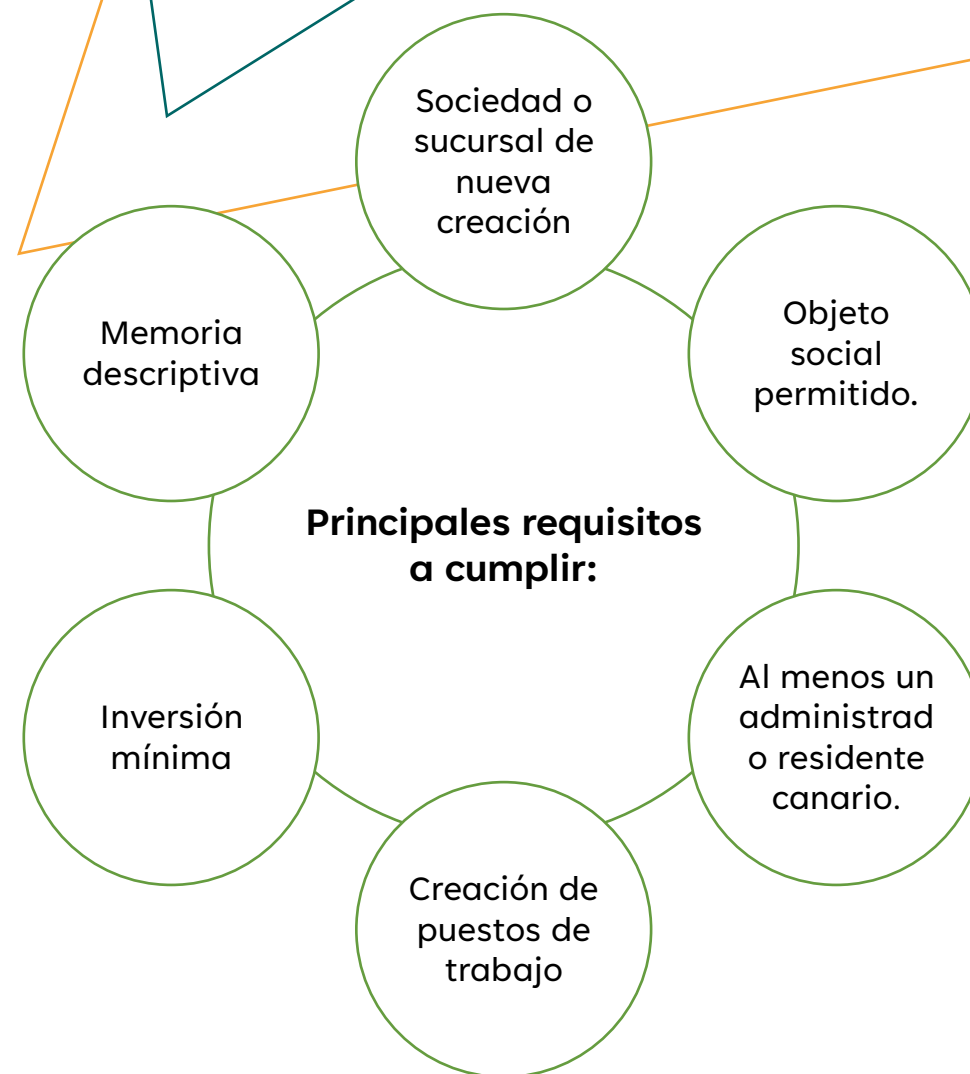 Sociedad o
sucursal de
nueva
creación
Objeto
social
permitido.
Al menos un
administrad
o residente
canario.
Creación de
puestos de
trabajo
Inversión
mínima
Memoria
descriptiva
Principales requisitos
a cumplir: